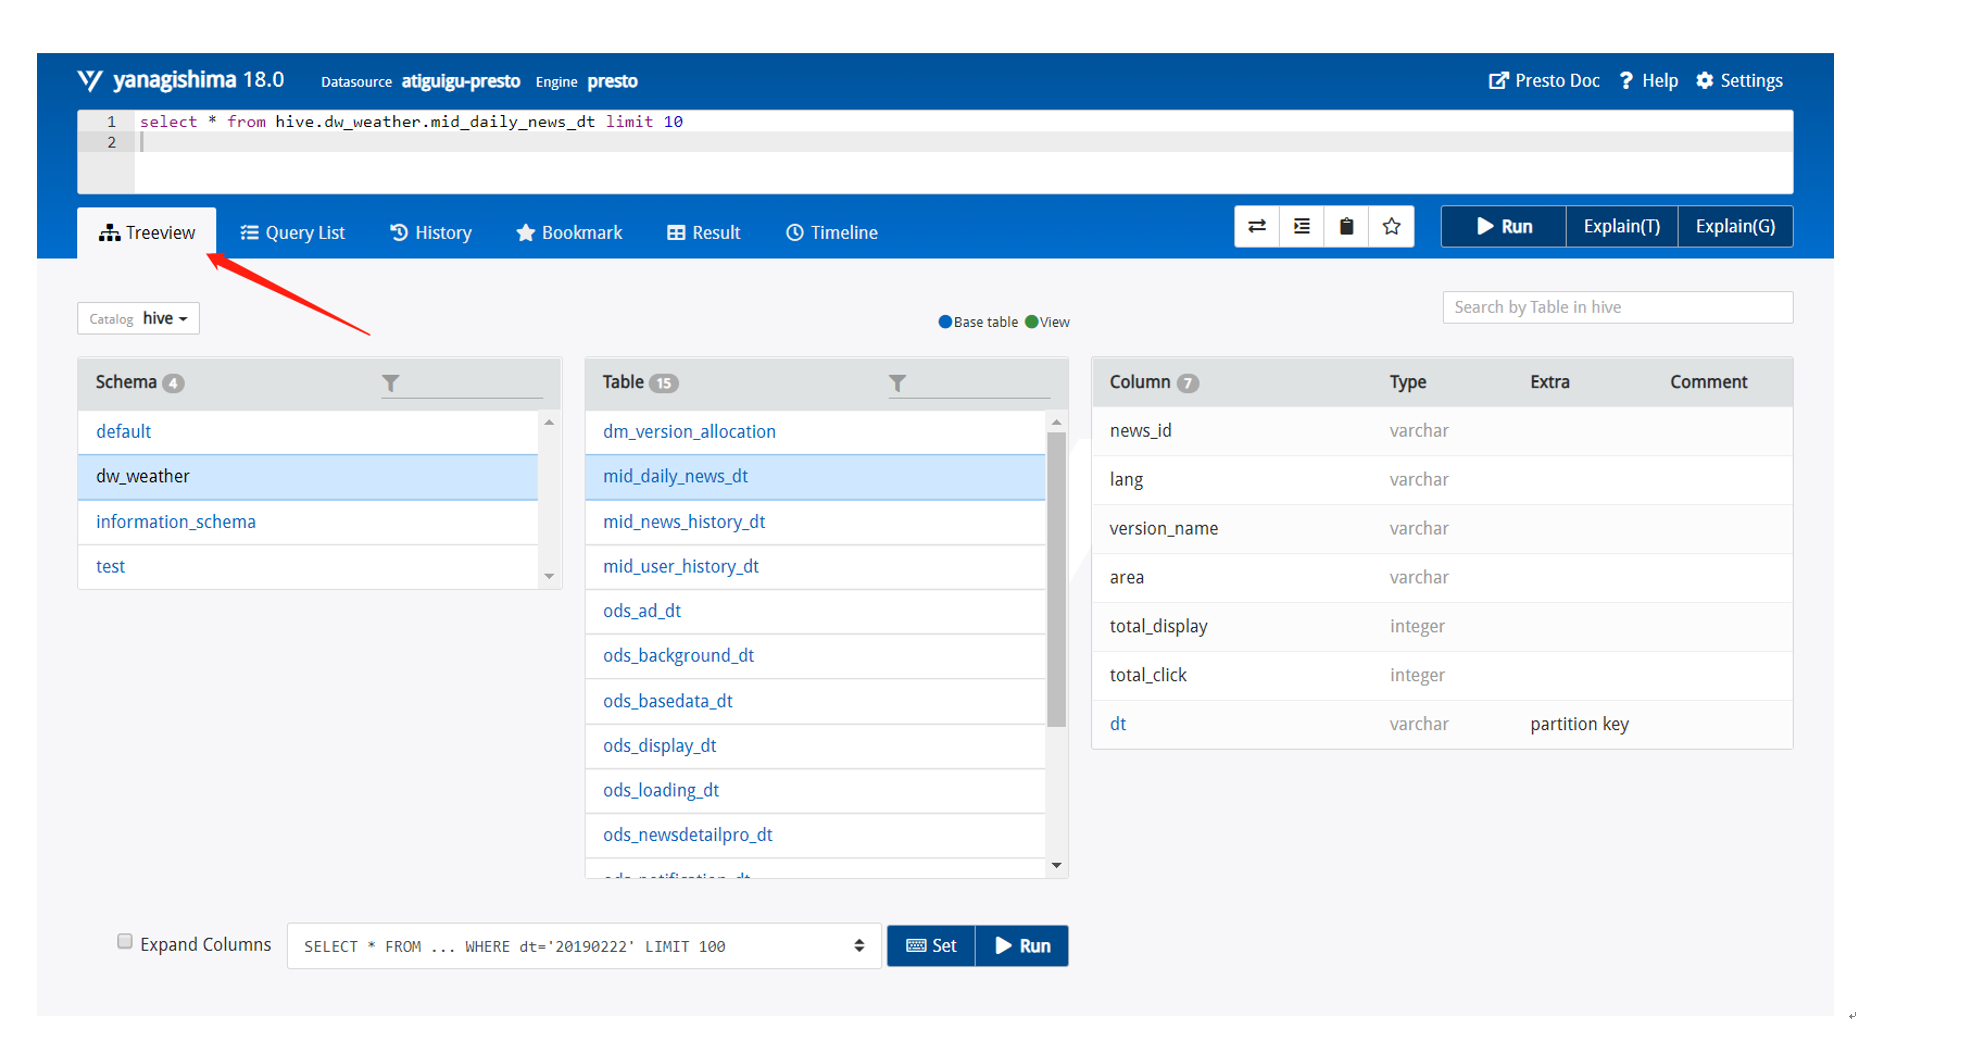 yanagishima 18.0 Datasource atiguigu-presto Engine presto Presto Doc ? Help Settings
1 select * from hive.dw_weather.mid_daily_news_dt limit 10
2
Treeview Query List History Bookmark Result Timeline Run Explain(T) Explain(G)
Catalog hive Base table View Search by Table in hive
Schema 4 Table 15 Column 7 Type Extra Comment
default dm_version_allocation news_id varchar
dw_weather mid_daily_news_dt lang varchar
information_schema mid_news_history_dt version_name varchar
test mid_user_history_dt area varchar
ods_ad_dt total_display integer
ods_background_dt total_click integer
ods_basedata_dt dt varchar partition key
ods_display_dt
ods_loading_dt
ods_newsdetailpro_dt
ods_notification_dt
Expand Columns SELECT * FROM ... WHERE dt='20190222' LIMIT 100 Set Run